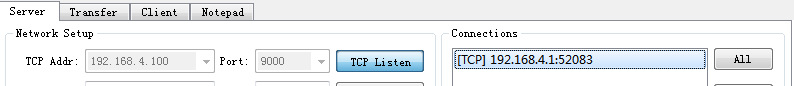 Server Transfer Client Notepad
Network Setup Connections
TCP Addr: 192.168.4.100 Port: 9000 TCP Listen [TCP] 192.168.4.1:52083 All